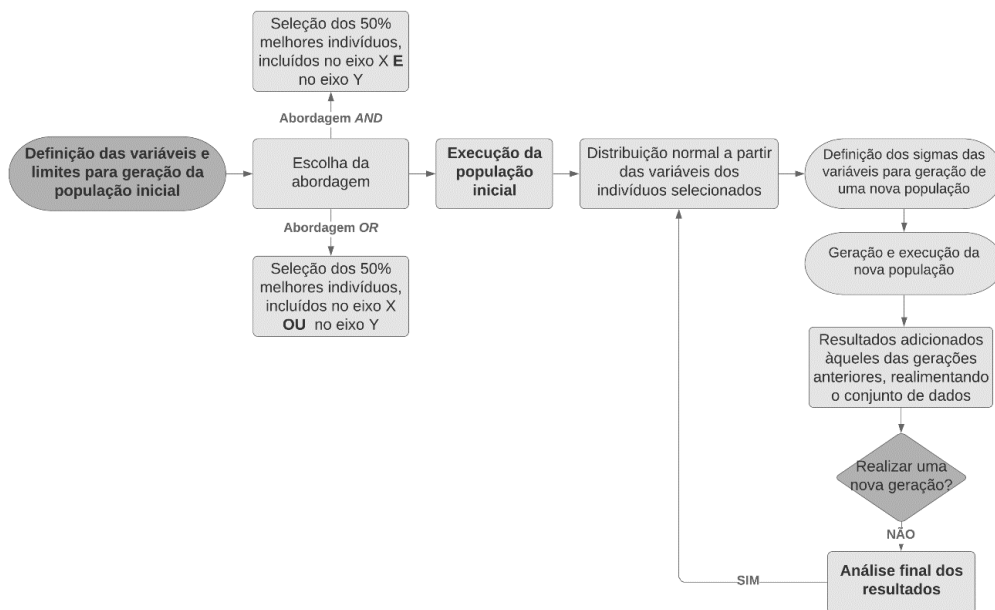 Seleção dos 50%
melhores indivíduos,
incluídos no eixo X E
no eixo Y
Abordagem AND
Definição das variáveis e
limites para geração da
população inicial
Escolha da
abordagem
Execução da
população
inicial
Distribuição normal a partir
das variáveis dos
indivíduos selecionados
Definição dos sigmas das
variáveis para geração de
uma nova população
Abordagem OR
Seleção dos 50%
melhores indivíduos,
incluídos no eixo X
OU no eixo Y
Geração e execução da
nova população
Resultados adicionados
àqueles das gerações
anteriores, realimentando
o conjunto de dados
Realizar uma
nova geração?
NÃO
SIM
Análise final dos
resultados